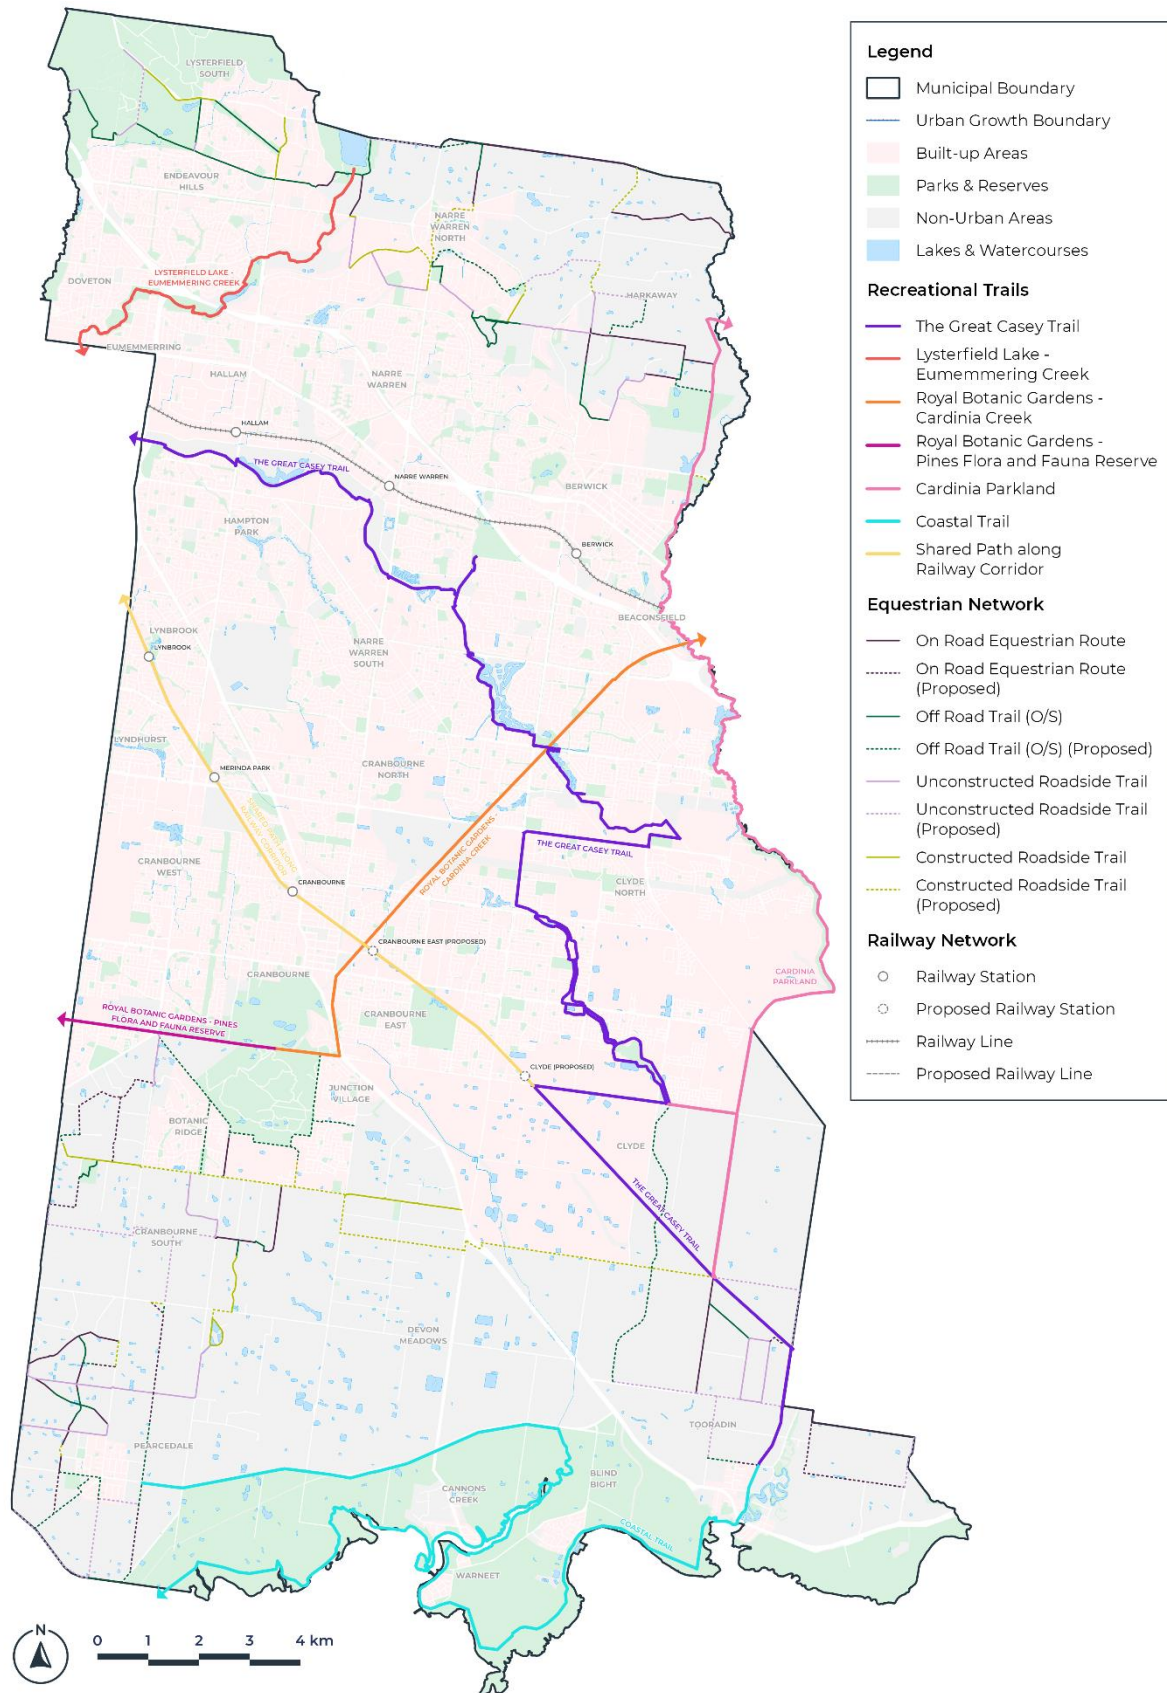 LYSTERFIELD
SOUTH
ENDEAVOUR
HILLS
NARRE
WARREN
NORTH
LYSTERFIELD LAKE -
EUMEMMERING CREEK
DOVETON
HARKAWAY
EUMEMMERRING
HALLAM
NARRE
WARREN
HALLAM
THE GREAT CASEY TRAIL
NARRE WARREN
BERWICK
HAMPTON
PARK
BERWICK
BEACONSFIELD
LYNBROOK
LYNBROOK
NARRE
WARREN
SOUTH
LYNDHURST
MERINDA PARK
CRANBOURNE
NORTH
SHARED PATH ALONG
RAILWAY CORRIDOR
ROYAL BOTANIC GARDENS -
CARDINIA CREEK
THE GREAT CASEY TRAIL
CRANBOURNE
WEST
CLYDE
NORTH
CRANBOURNE
CRANBOURNE EAST (PROPOSED)
CRANBOURNE
CARDINIA
PARKLAND
ROYAL BOTANIC GARDENS - PINES
FLORA AND FAUNA RESERVE
CRANBOURNE
EAST
CLYDE (PROPOSED)
JUNCTION
VILLAGE
BOTANIC
RIDGE
CLYDE
THE GREAT CASEY TRAIL
CRANBOURNE
SOUTH
DEVON
MEADOWS
TOORADIN
PEARCEDALE
BLIND
BIGHT
CANNONS
CREEK
COASTAL TRAIL
WARNEET
N
0 1 2 3 4 km
Legend
Municipal Boundary
Urban Growth Boundary
Built-up Areas
Parks & Reserves
Non-Urban Areas
Lakes & Watercourses
Recreational Trails
The Great Casey Trail
Lysterfield Lake -
Eumemmering Creek
Royal Botanic Gardens -
Cardinia Creek
Royal Botanic Gardens -
Pines Flora and Fauna Reserve
Cardinia Parkland
Coastal Trail
Shared Path along
Railway Corridor
Equestrian Network
On Road Equestrian Route
On Road Equestrian Route
(Proposed)
Off Road Trail (O/S)
Off Road Trail (O/S) (Proposed)
Unconstructed Roadside Trail
Unconstructed Roadside Trail
(Proposed)
Constructed Roadside Trail
Constructed Roadside Trail
(Proposed)
Railway Network
Railway Station
Proposed Railway Station
Railway Line
Proposed Railway Line